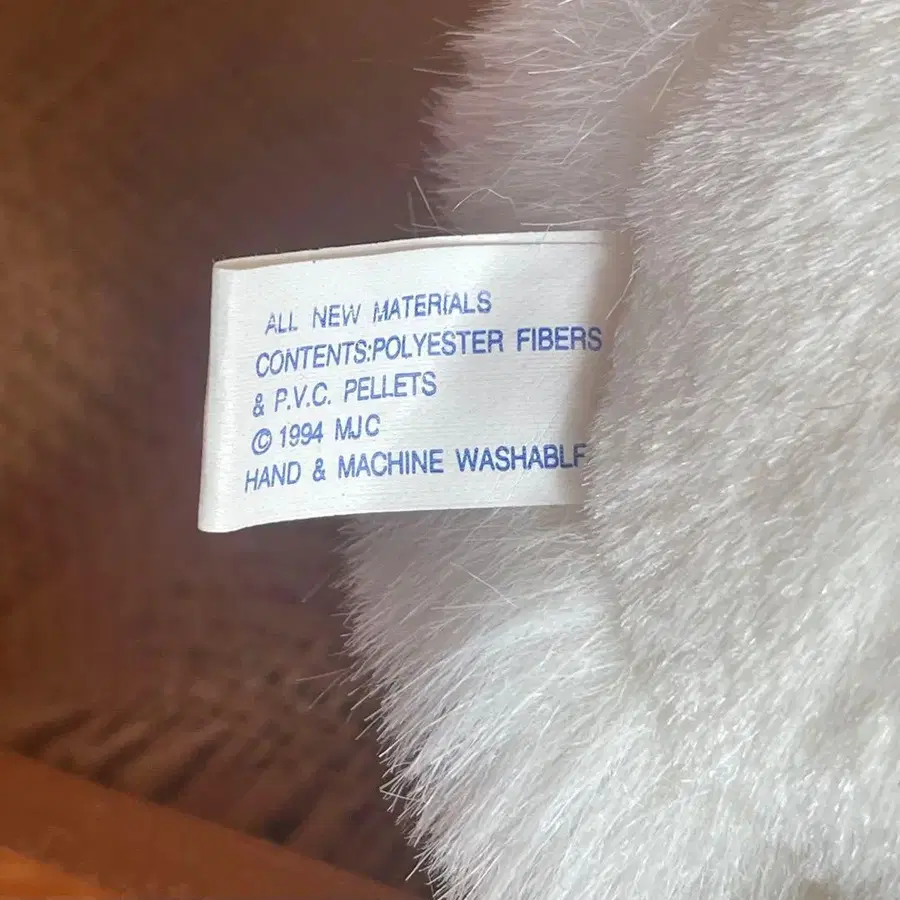 ALL NEW MATERIALS
CONTENTS:POLYESTER FIBERS
& P.V.C. PELLETS
© 1994 MJC
HAND & MACHINE WASHABLE